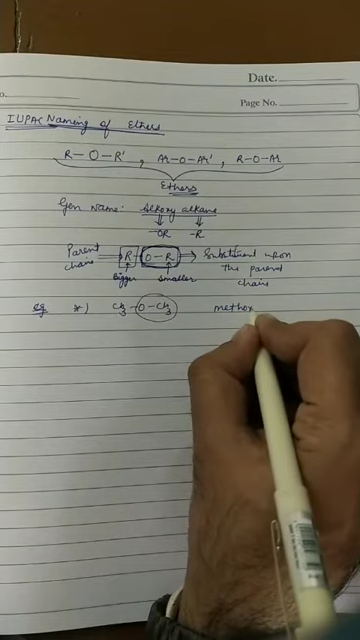 Date.
o.
Page No.
IUPAC Naming of Ethers
R-O-R', Ar-O-Ar', R-O-Ar
Ethers
Gen Name: Alkoxy alkane
-OR -R
Parent chain R O-R Substituent upon the parent chain
Bigger smaller
eg *) CH3-O-CH3 methox